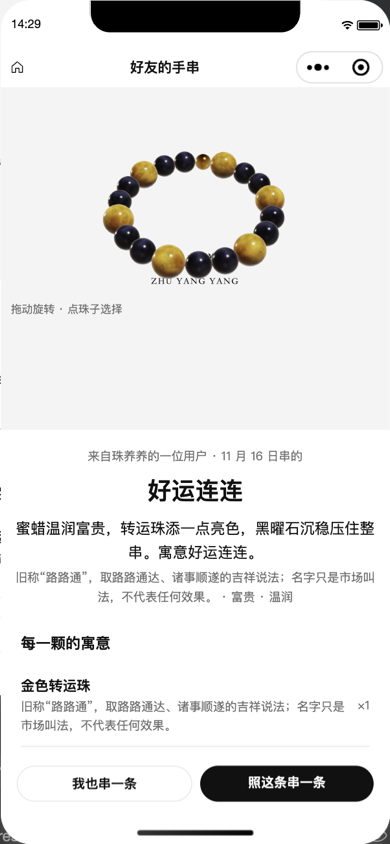 14:29
好友的手串
ZHU YANG YANG
拖动旋转 · 点珠子选择
来自珠养养的一位用户 · 11 月 16 日串的
好运连连
蜜蜡温润富贵，转运珠添一点亮色，黑曜石沉稳压住整
串。寓意好运连连。
旧称“路路通”，取路路通达、诸事顺遂的吉祥说法；名字只是市场叫
法，不代表任何效果。 · 富贵 · 温润
每一颗的寓意
金色转运珠
旧称“路路通”，取路路通达、诸事顺遂的吉祥说法；名字只是 ×1
市场叫法，不代表任何效果。
我也串一条 照这条串一条